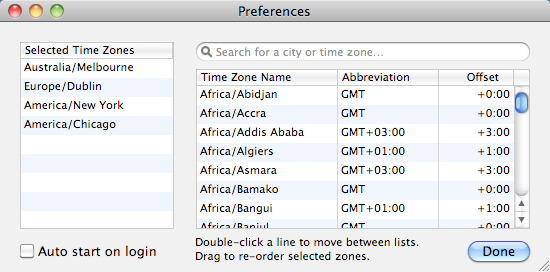 Preferences
Selected Time Zones
Australia/Melbourne
Europe/Dublin
America/New York
America/Chicago
Search for a city or time zone...
Time Zone Name Abbreviation Offset
Africa/Abidjan GMT +0:00
Africa/Accra GMT +0:00
Africa/Addis Ababa GMT+03:00 +3:00
Africa/Algiers GMT+01:00 +1:00
Africa/Asmara GMT+03:00 +3:00
Africa/Bamako GMT +0:00
Africa/Bangui GMT+01:00 +1:00
Africa/Banjul GMT +0:00
Auto start on login
Double-click a line to move between lists.
Drag to re-order selected zones.
Done